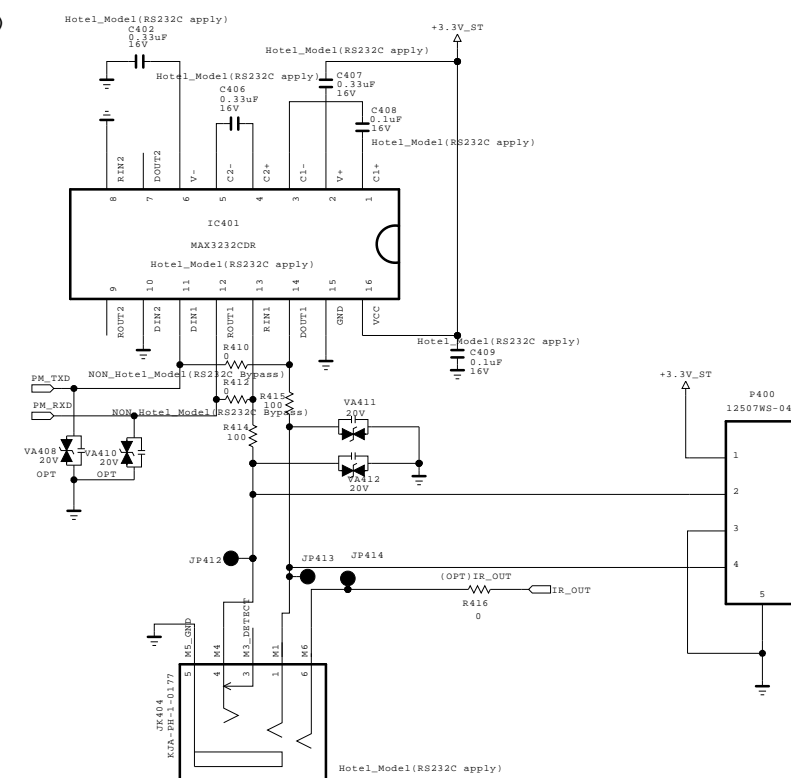 )
Hotel_Model(RS232C apply)
C402
0.33uF
16V
+3.3V_ST
Hotel_Model(RS232C apply)
Hotel_Model(RS232C apply)
C407
0.33uF
16V
C406
0.33uF
16V
C408
0.1uF
16V
Hotel_Model(RS232C apply)
RIN2
DOUT2
V-
C2-
C2+
C1-
V+
C1+
8
7
6
5
4
3
2
1
IC401
MAX3232CDR
Hotel_Model(RS232C apply)
9
10
11
12
13
14
15
16
ROUT2
DIN2
DIN1
ROUT1
RIN1
DOUT1
GND
VCC
Hotel_Model(RS232C apply)
C409
0.1uF
16V
R410
0
NON_Hotel_Model(RS232C Bypass)
PM_TXD
R412
0
R415
100
+3.3V_ST
PM_RXD
NON_Hotel_Model(RS232C Bypass)
VA411
20V
P400
12507WS-04
R414
100
VA408
20V
OPT
VA410
20V
OPT
VA412
20V
1
2
3
4
5
JP412
JP413
JP414
(OPT)IR_OUT
R416
0
IR_OUT
M5_GND
M4
M3_DETECT
M1
M6
5
4
3
1
6
JK404
KJA-PH-1-0177
Hotel_Model(RS232C apply)